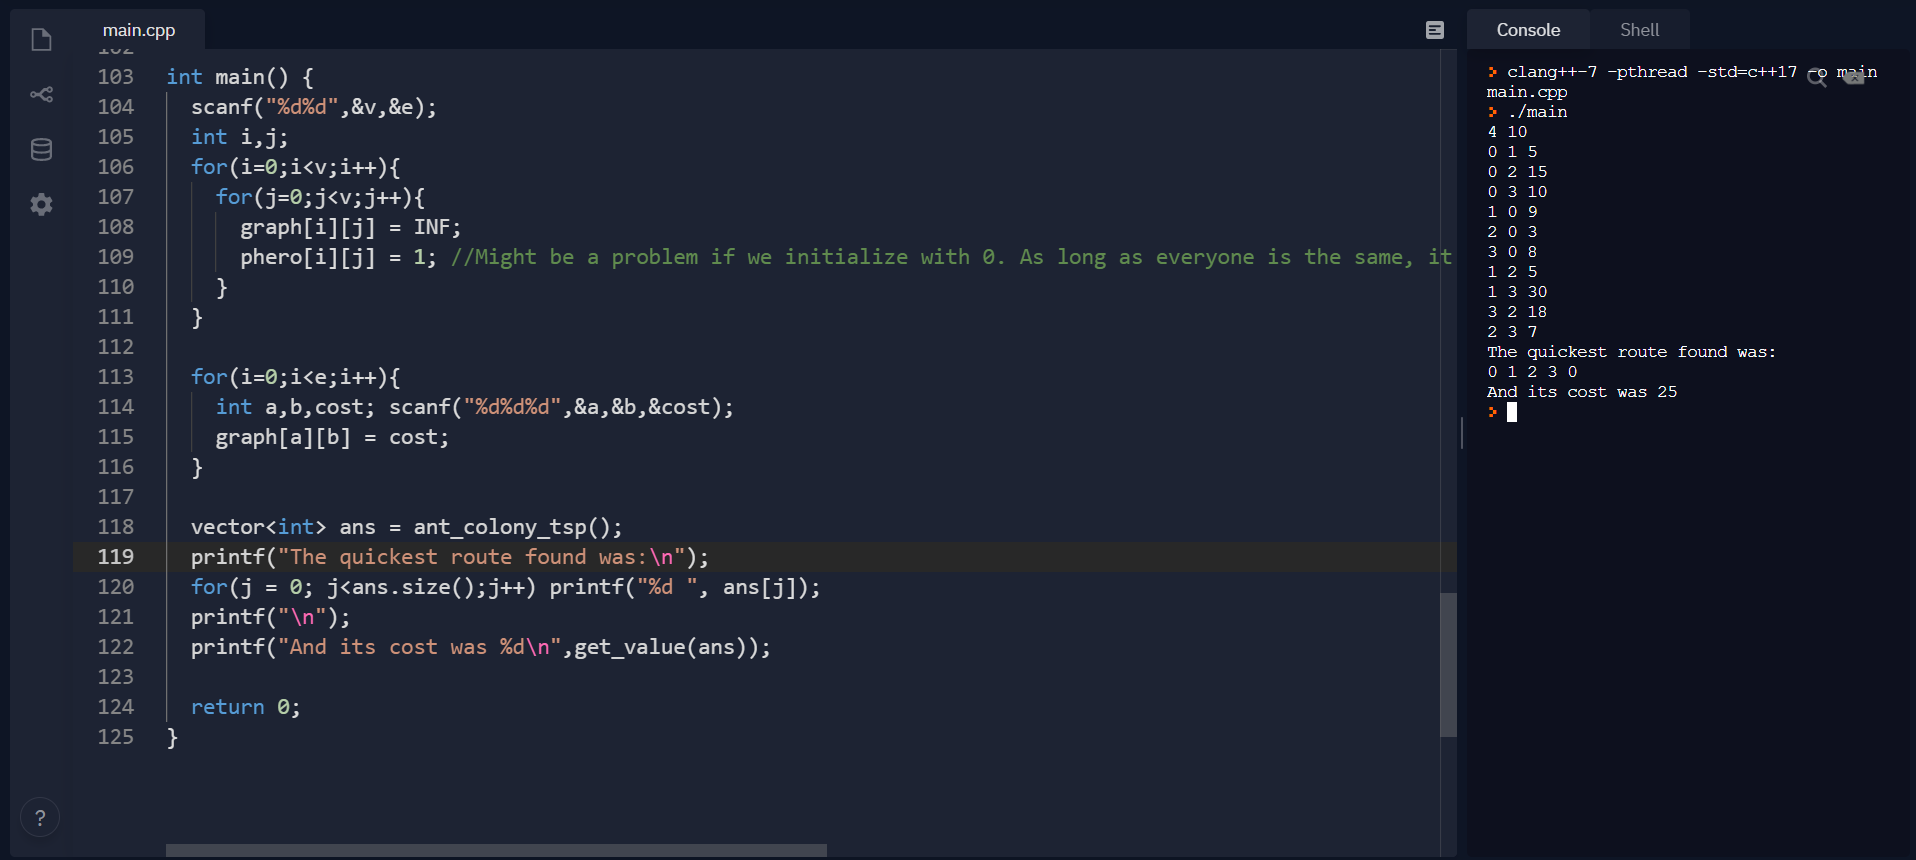 main.cpp
102
103 int main() {
104 scanf("%d%d",&v,&e);
105 int i,j;
106 for(i=0;i<v;i++){
107 for(j=0;j<v;j++){
108 graph[i][j] = INF;
109 phero[i][j] = 1; //Might be a problem if we initialize with 0. As long as everyone is the same, it
110 }
111 }
112
113 for(i=0;i<e;i++){
114 int a,b,cost; scanf("%d%d%d",&a,&b,&cost);
115 graph[a][b] = cost;
116 }
117
118 vector<int> ans = ant_colony_tsp();
119 printf("The quickest route found was:\n");
120 for(j = 0; j<ans.size();j++) printf("%d ", ans[j]);
121 printf("\n");
122 printf("And its cost was %d\n",get_value(ans));
123
124 return 0;
125 }
?
Console Shell
> clang++-7 -pthread -std=c++17 -o main
main.cpp
> ./main
4 10
0 1 5
0 2 15
0 3 10
1 0 9
2 0 3
3 0 8
1 2 5
1 3 30
3 2 18
2 3 7
The quickest route found was:
0 1 2 3 0
And its cost was 25
>